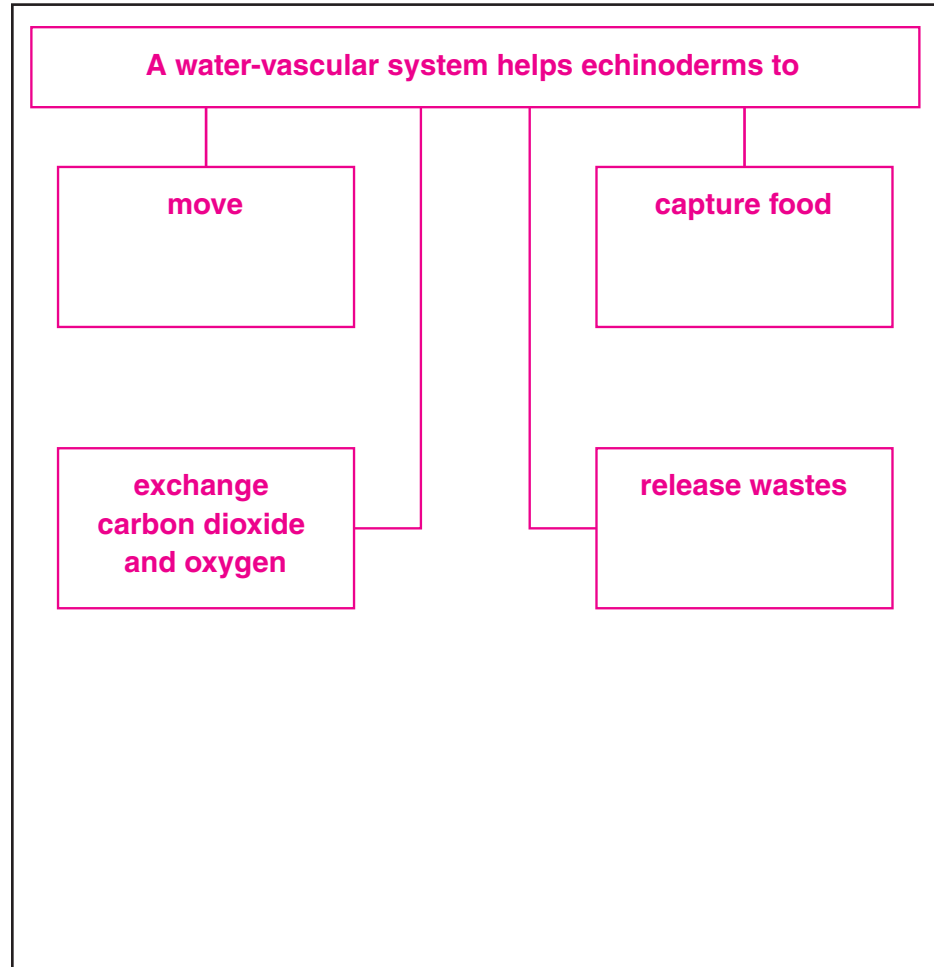 A water-vascular system helps echinoderms to
move
capture food
exchange
carbon dioxide
and oxygen
release wastes